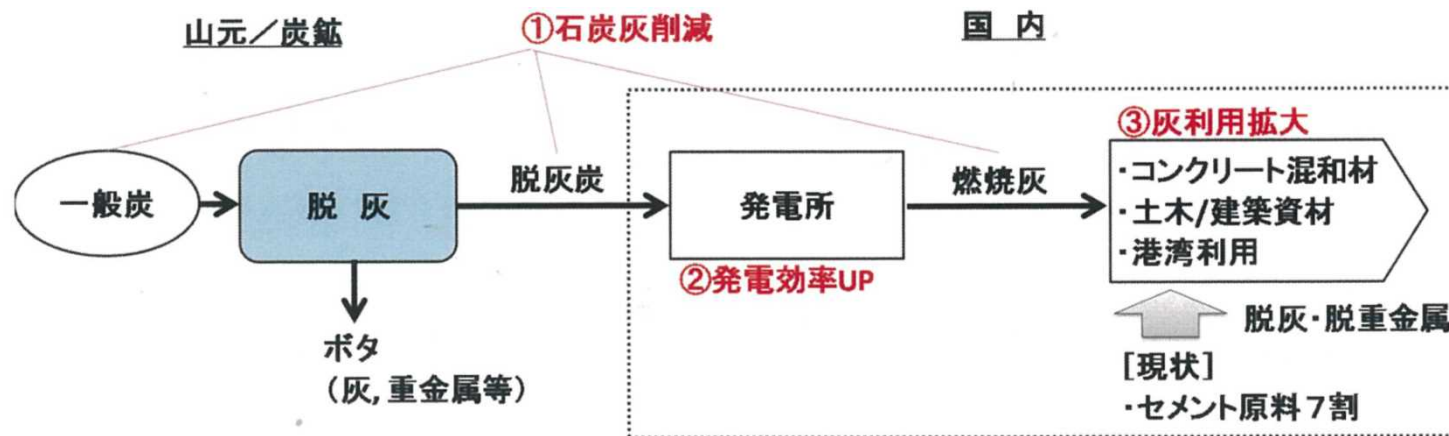 山元／炭鉱
①石炭灰削減
国 内
③灰利用拡大
一般炭
脱 灰
脱灰炭
発電所
燃焼灰
・コンクリート混和材
・土木/建築資材
・港湾利用
②発電効率UP
ボタ
（灰,重金属等）
脱灰・脱重金属
[現状]
・セメント原料７割